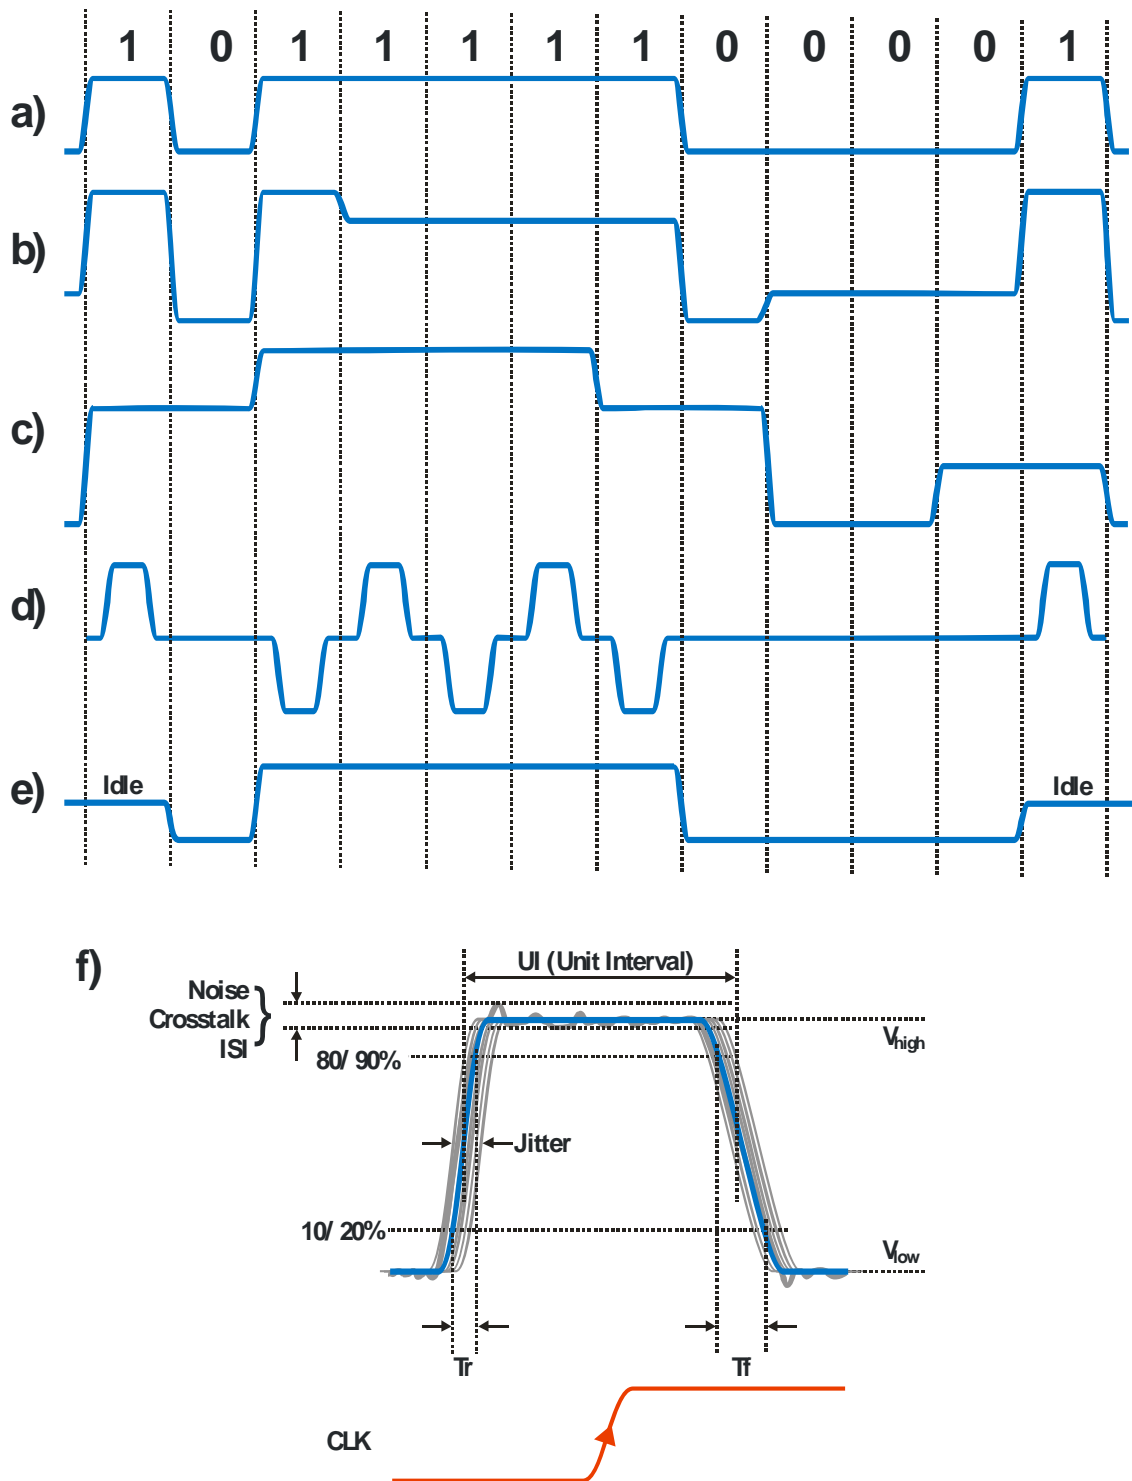 1 0 1 1 1 1 1 0 0 0 0 1
a)
b)
c)
d)
e)
Idle
Idle
f)
UI (Unit Interval)
Noise
Crosstalk
ISI
}
Vhigh
80/ 90%
Jitter
10/ 20%
Vlow
Tr
Tf
CLK